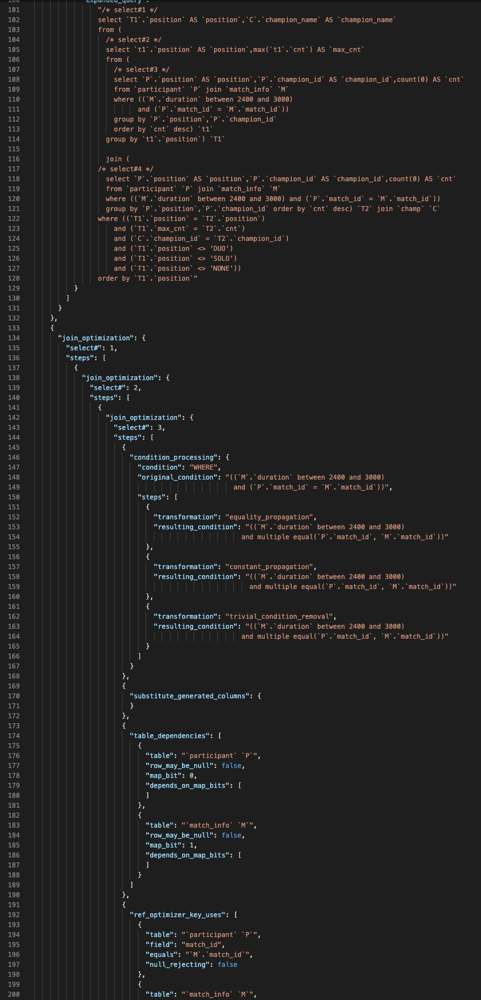 100 "expanded_query":
101 "/* select#1 */
102 select `T1`.`position` AS `position`,`C`.`champion_name` AS `champion_name`
103 from (
104 /* select#2 */
105 select `t1`.`position` AS `position`,max(`t1`.`cnt`) AS `max_cnt`
106 from (
107 /* select#3 */
108 select `P`.`position` AS `position`,`P`.`champion_id` AS `champion_id`,count(0) AS `cnt`
109 from `participant` `P` join `match_info` `M`
110 where ((`M`.`duration` between 2400 and 3000)
111 and (`P`.`match_id` = `M`.`match_id`))
112 group by `P`.`position`,`P`.`champion_id`
113 order by `cnt` desc) `t1`
114 group by `t1`.`position`) `T1`
115
116 join (
117 /* select#4 */
118 select `P`.`position` AS `position`,`P`.`champion_id` AS `champion_id`,count(0) AS `cnt`
119 from `participant` `P` join `match_info` `M`
120 where ((`M`.`duration` between 2400 and 3000) and (`P`.`match_id` = `M`.`match_id`))
121 group by `P`.`position`,`P`.`champion_id` order by `cnt` desc) `T2` join `champ` `C`
122 where ((`T1`.`position` = `T2`.`position`)
123 and (`T1`.`max_cnt` = `T2`.`cnt`)
124 and (`C`.`champion_id` = `T2`.`champion_id`)
125 and (`T1`.`position` <> 'DUO')
126 and (`T1`.`position` <> 'SOLO')
127 and (`T1`.`position` <> 'NONE'))
128 order by `T1`.`position`"
129 }
130 ]
131 }
132 },
133 {
134 "join_optimization": {
135 "select#": 1,
136 "steps": [
137 {
138 "join_optimization": {
139 "select#": 2,
140 "steps": [
141 {
142 "join_optimization": {
143 "select#": 3,
144 "steps": [
145 {
146 "condition_processing": {
147 "condition": "WHERE",
148 "original_condition": "((`M`.`duration` between 2400 and 3000)
149 and (`P`.`match_id` = `M`.`match_id`))",
150 "steps": [
151 {
152 "transformation": "equality_propagation",
153 "resulting_condition": "((`M`.`duration` between 2400 and 3000)
154 and multiple equal(`P`.`match_id`, `M`.`match_id`))"
155 },
156 {
157 "transformation": "constant_propagation",
158 "resulting_condition": "((`M`.`duration` between 2400 and 3000)
159 and multiple equal(`P`.`match_id`, `M`.`match_id`))"
160 },
161 {
162 "transformation": "trivial_condition_removal",
163 "resulting_condition": "((`M`.`duration` between 2400 and 3000)
164 and multiple equal(`P`.`match_id`, `M`.`match_id`))"
165 }
166 ]
167 }
168 },
169 {
170 "substitute_generated_columns": {
171 }
172 },
173 {
174 "table_dependencies": [
175 {
176 "table": "`participant` `P`",
177 "row_may_be_null": false,
178 "map_bit": 0,
179 "depends_on_map_bits": [
180 ]
181 },
182 {
183 "table": "`match_info` `M`",
184 "row_may_be_null": false,
185 "map_bit": 1,
186 "depends_on_map_bits": [
187 ]
188 }
189 ]
190 },
191 {
192 "ref_optimizer_key_uses": [
193 {
194 "table": "`participant` `P`",
195 "field": "match_id",
196 "equals": "`M`.`match_id`",
197 "null_rejecting": false
198 },
199 {
200 "table": "`match_info` `M`",